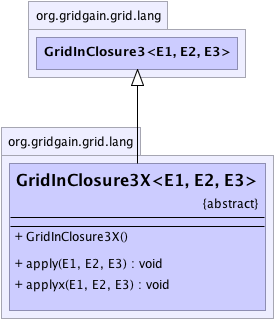 org.gridgain.grid.lang
GridInClosure3<E1, E2, E3>
org.gridgain.grid.lang
GridInClosure3X<E1, E2, E3>
{abstract}
+ GridInClosure3X()
+ apply(E1, E2, E3) : void
+ applyx(E1, E2, E3) : void